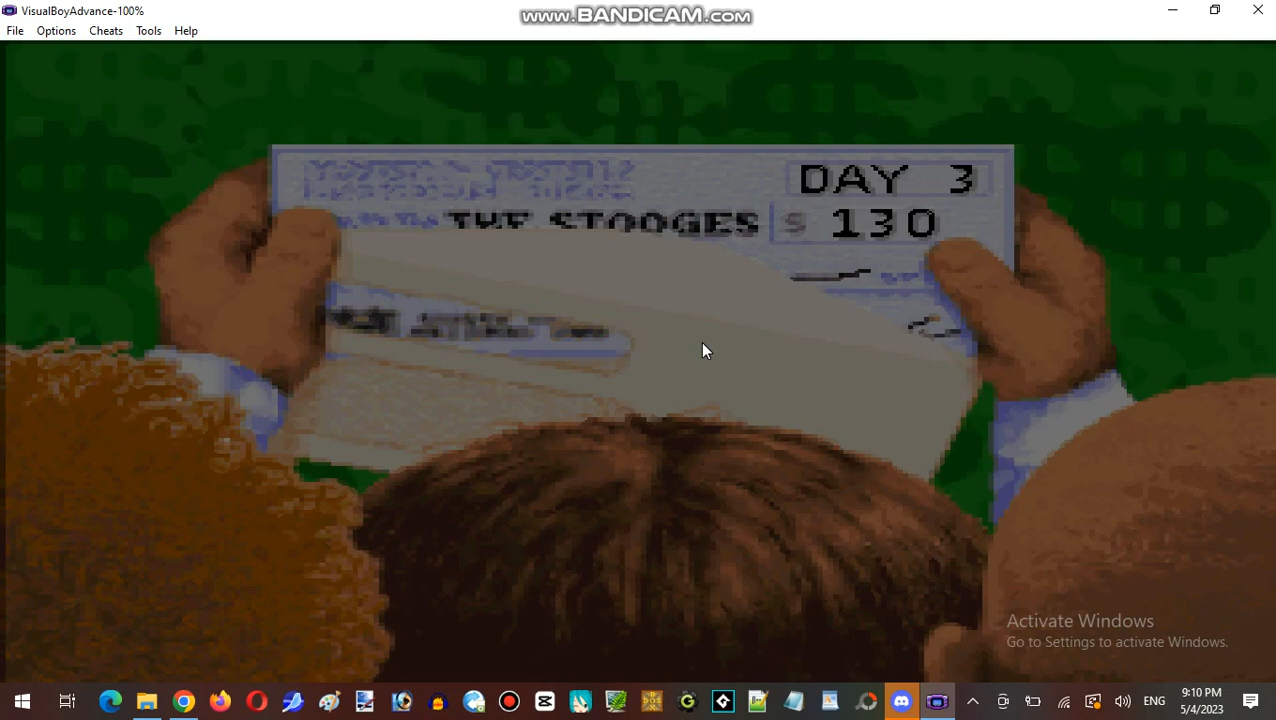 VisualBoyAdvance-100%
www.BANDICAM.com
File Options Cheats Tools Help
DAY 3
THE STOOGES $ 130
Activate Windows
Go to Settings to activate Windows.
ENG
9:10 PM
5/4/2023